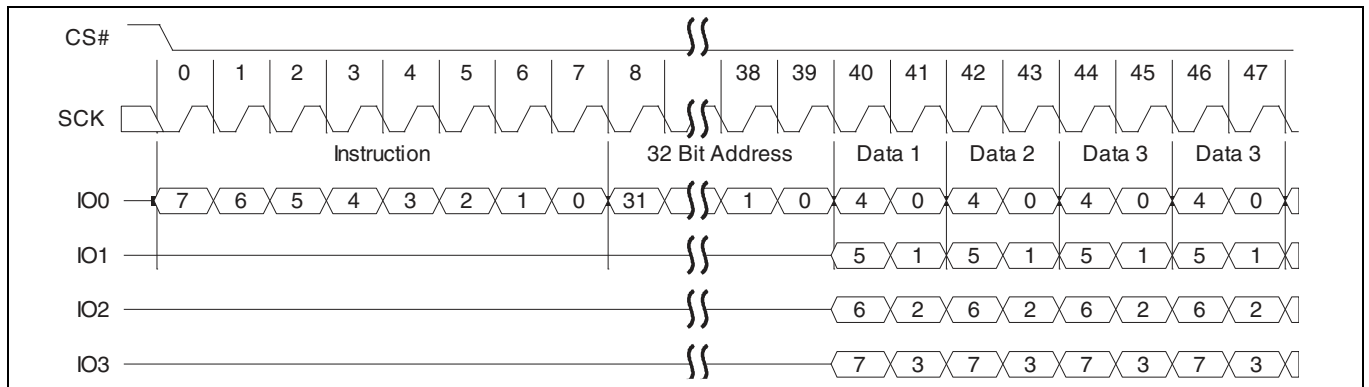 CS#
0 1 2 3 4 5 6 7 8 38 39 40 41 42 43 44 45 46 47
SCK
Instruction 32 Bit Address Data 1 Data 2 Data 3 Data 3
IO0 7 6 5 4 3 2 1 0 31 1 0 4 0 4 0 4 0 4 0
IO1 5 1 5 1 5 1 5 1
IO2 6 2 6 2 6 2 6 2
IO3 7 3 7 3 7 3 7 3